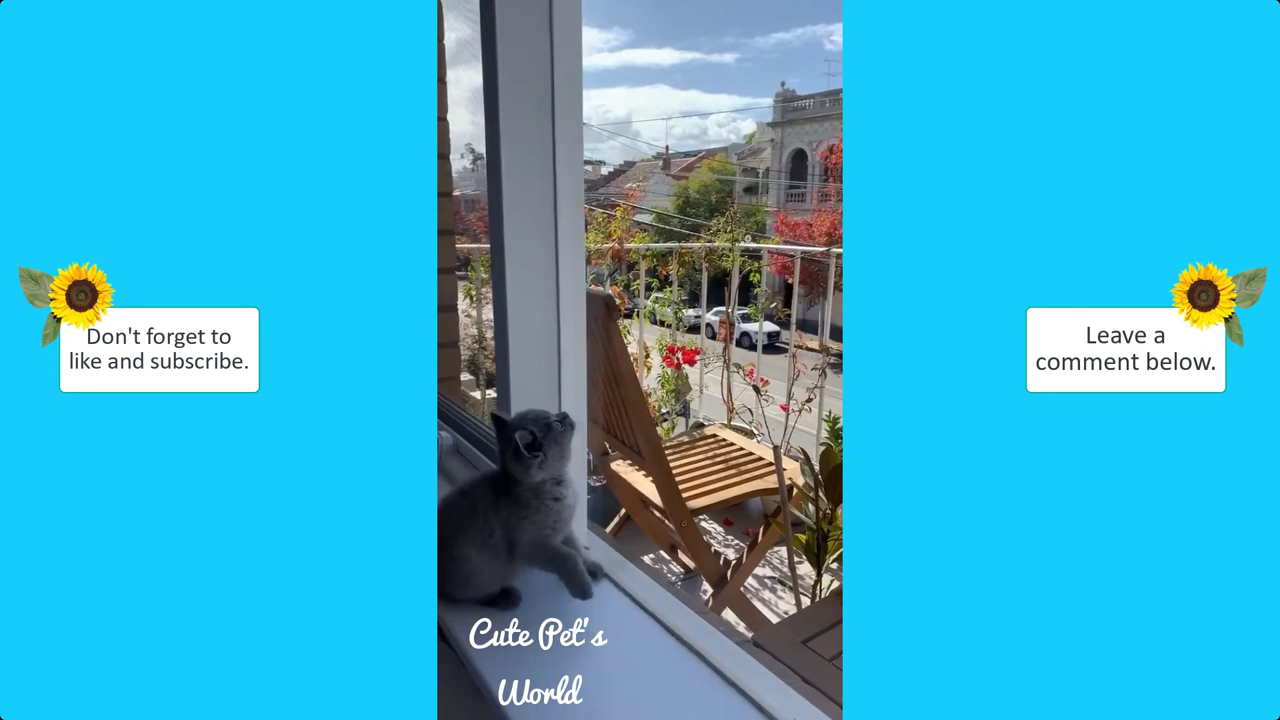 Don't forget to
like and subscribe.
Leave a
comment below.
Cute Pet's
World